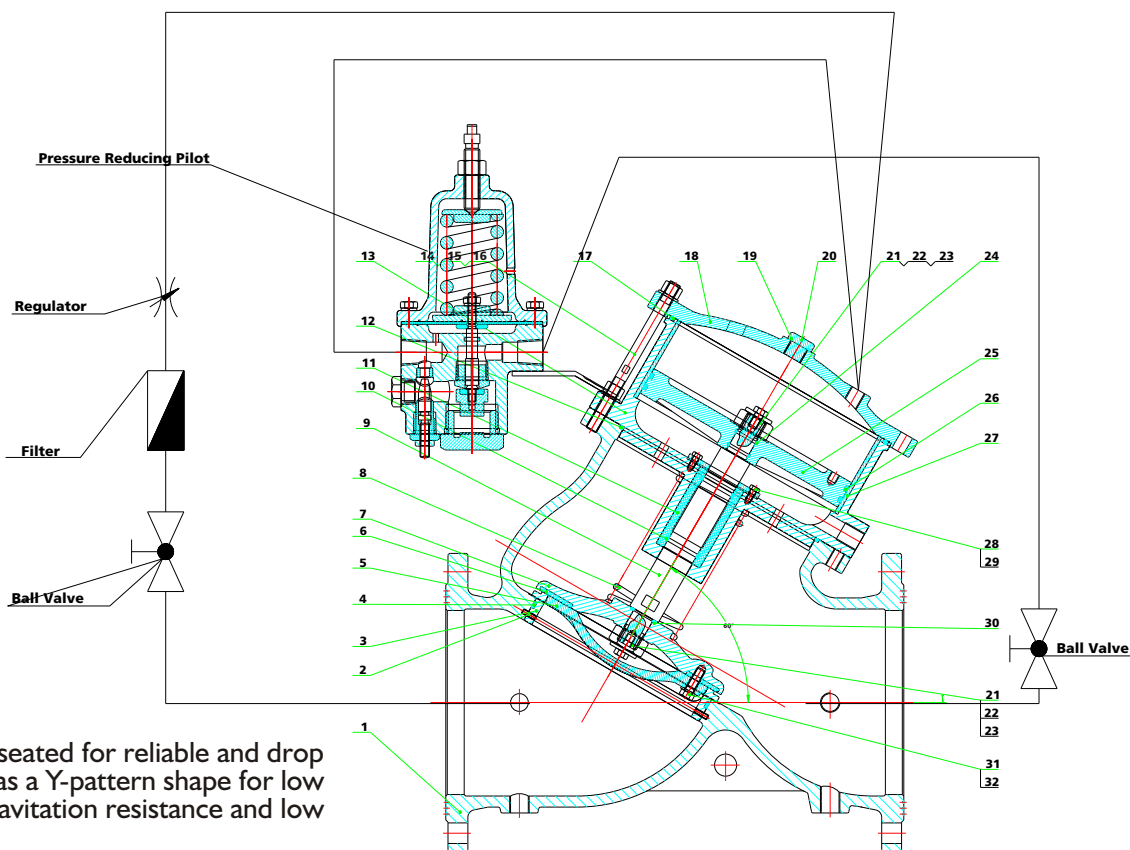 Pressure Reducing Pilot
13 14 15 16 17 18 19 20 21 22 23 24
Regulator
12
11
10
25
26
27
9
Filter
8
7
6
5
4
3
2
28
29
Ball Valve
60°
30
Ball Valve
21
22
23
1
31
32
seated for reliable and drop
as a Y-pattern shape for low
avitation resistance and low